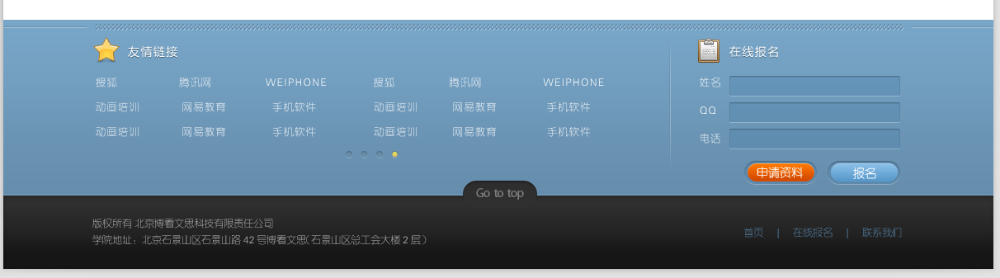 友情链接
搜狐 腾讯网 WEIPHONE 搜狐 腾讯网 WEIPHONE
动画培训 网易教育 手机软件 动画培训 网易教育 手机软件
动画培训 网易教育 手机软件 动画培训 网易教育 手机软件
在线报名
姓名
QQ
电话
申请资料 报名
Go to top
版权所有 北京博看文思科技有限责任公司
学院地址：北京石景山区石景山路 42 号博看文思(石景山区总工会大楼 2 层)
首页 | 在线报名 | 联系我们